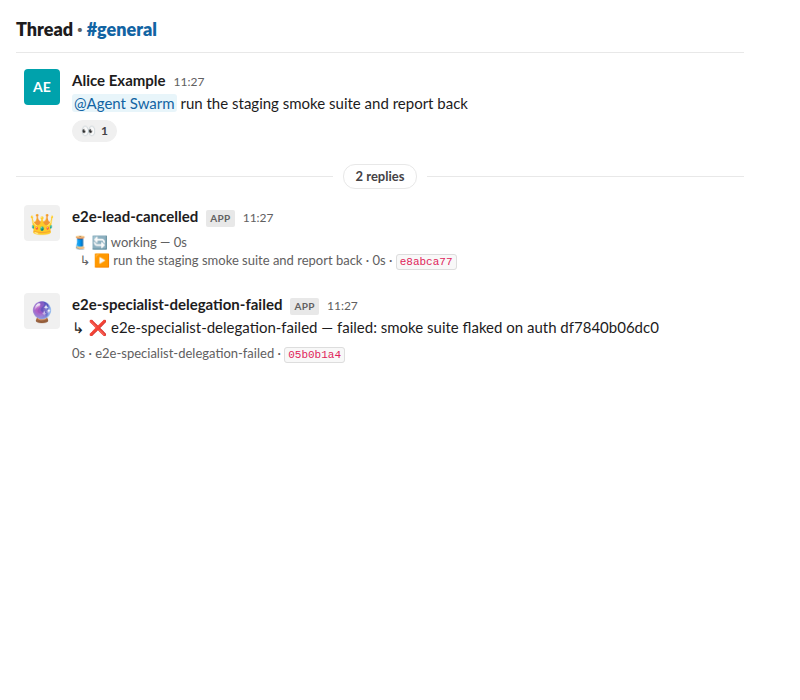 Thread • #general
AE
Alice Example 11:27
@Agent Swarm run the staging smoke suite and report back
👀 1
2 replies
e2e-lead-cancelled APP 11:27
🧵 🔄 working — 0s
↳ ▶️ run the staging smoke suite and report back · 0s · e8abca77
e2e-specialist-delegation-failed APP 11:27
↳ ❌ e2e-specialist-delegation-failed — failed: smoke suite flaked on auth df7840b06dc0
0s · e2e-specialist-delegation-failed · 05b0b1a4